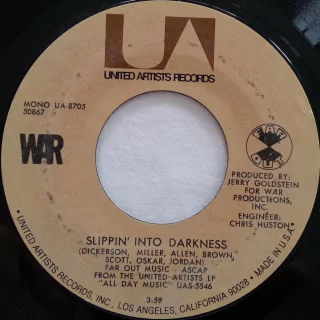 UA
UNITED ARTISTS RECORDS
MONO UA-8705
50867
WAR
PRODUCED BY:
JERRY GOLDSTEIN
FOR WAR
PRODUCTIONS,
INC.
ENGINEER:
CHRIS HUSTON
SLIPPIN' INTO DARKNESS
(DICKERSON, MILLER, ALLEN, BROWN,
SCOTT, OSKAR, JORDAN)
FAR OUT MUSIC - ASCAP
FROM THE UNITED ARTISTS LP
"ALL DAY MUSIC" UAS-5546
3:59
• UNITED ARTISTS RECORDS, INC. LOS ANGELES, CALIFORNIA 90028 • MADE IN U.S.A. •